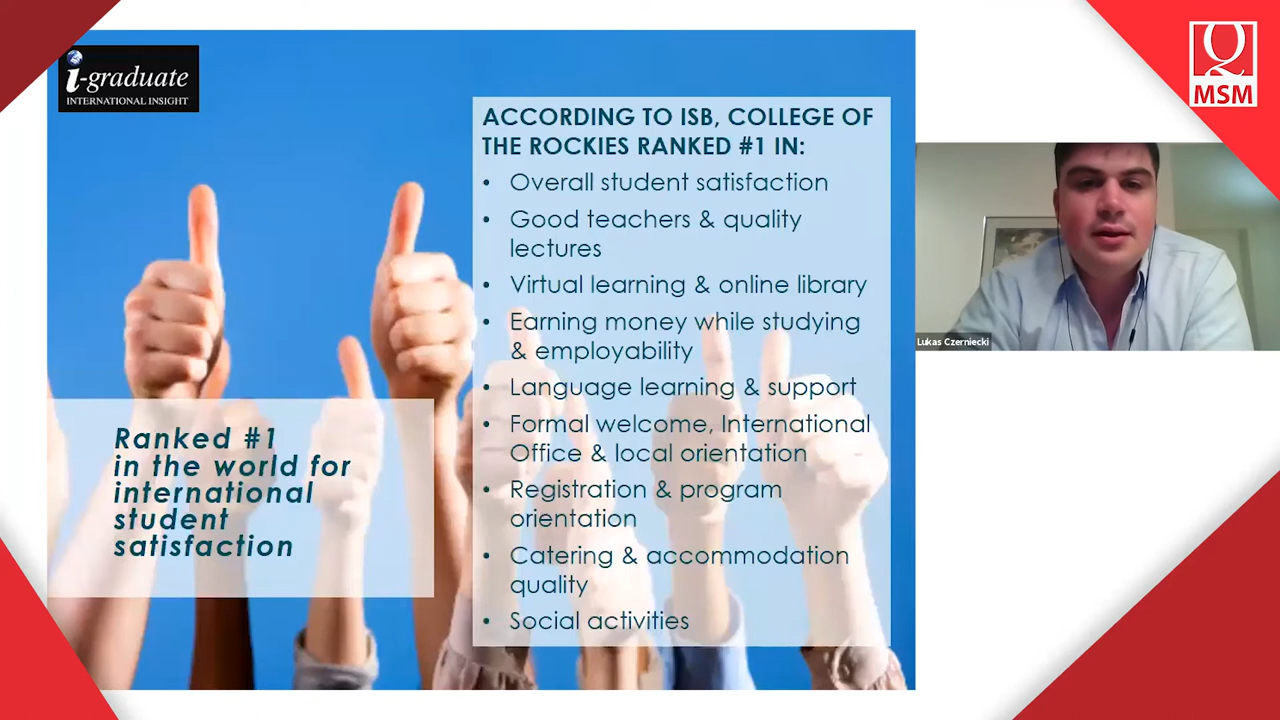 i-graduate
INTERNATIONAL INSIGHT
ACCORDING TO ISB, COLLEGE OF
THE ROCKIES RANKED #1 IN:
• Overall student satisfaction
• Good teachers & quality
lectures
• Virtual learning & online library
• Earning money while studying
& employability
• Language learning & support
• Formal welcome, International
Office & local orientation
• Registration & program
orientation
• Catering & accommodation
quality
• Social activities
Ranked #1
in the world for
international
student
satisfaction
Q
MSM
Lukas Czerniecki